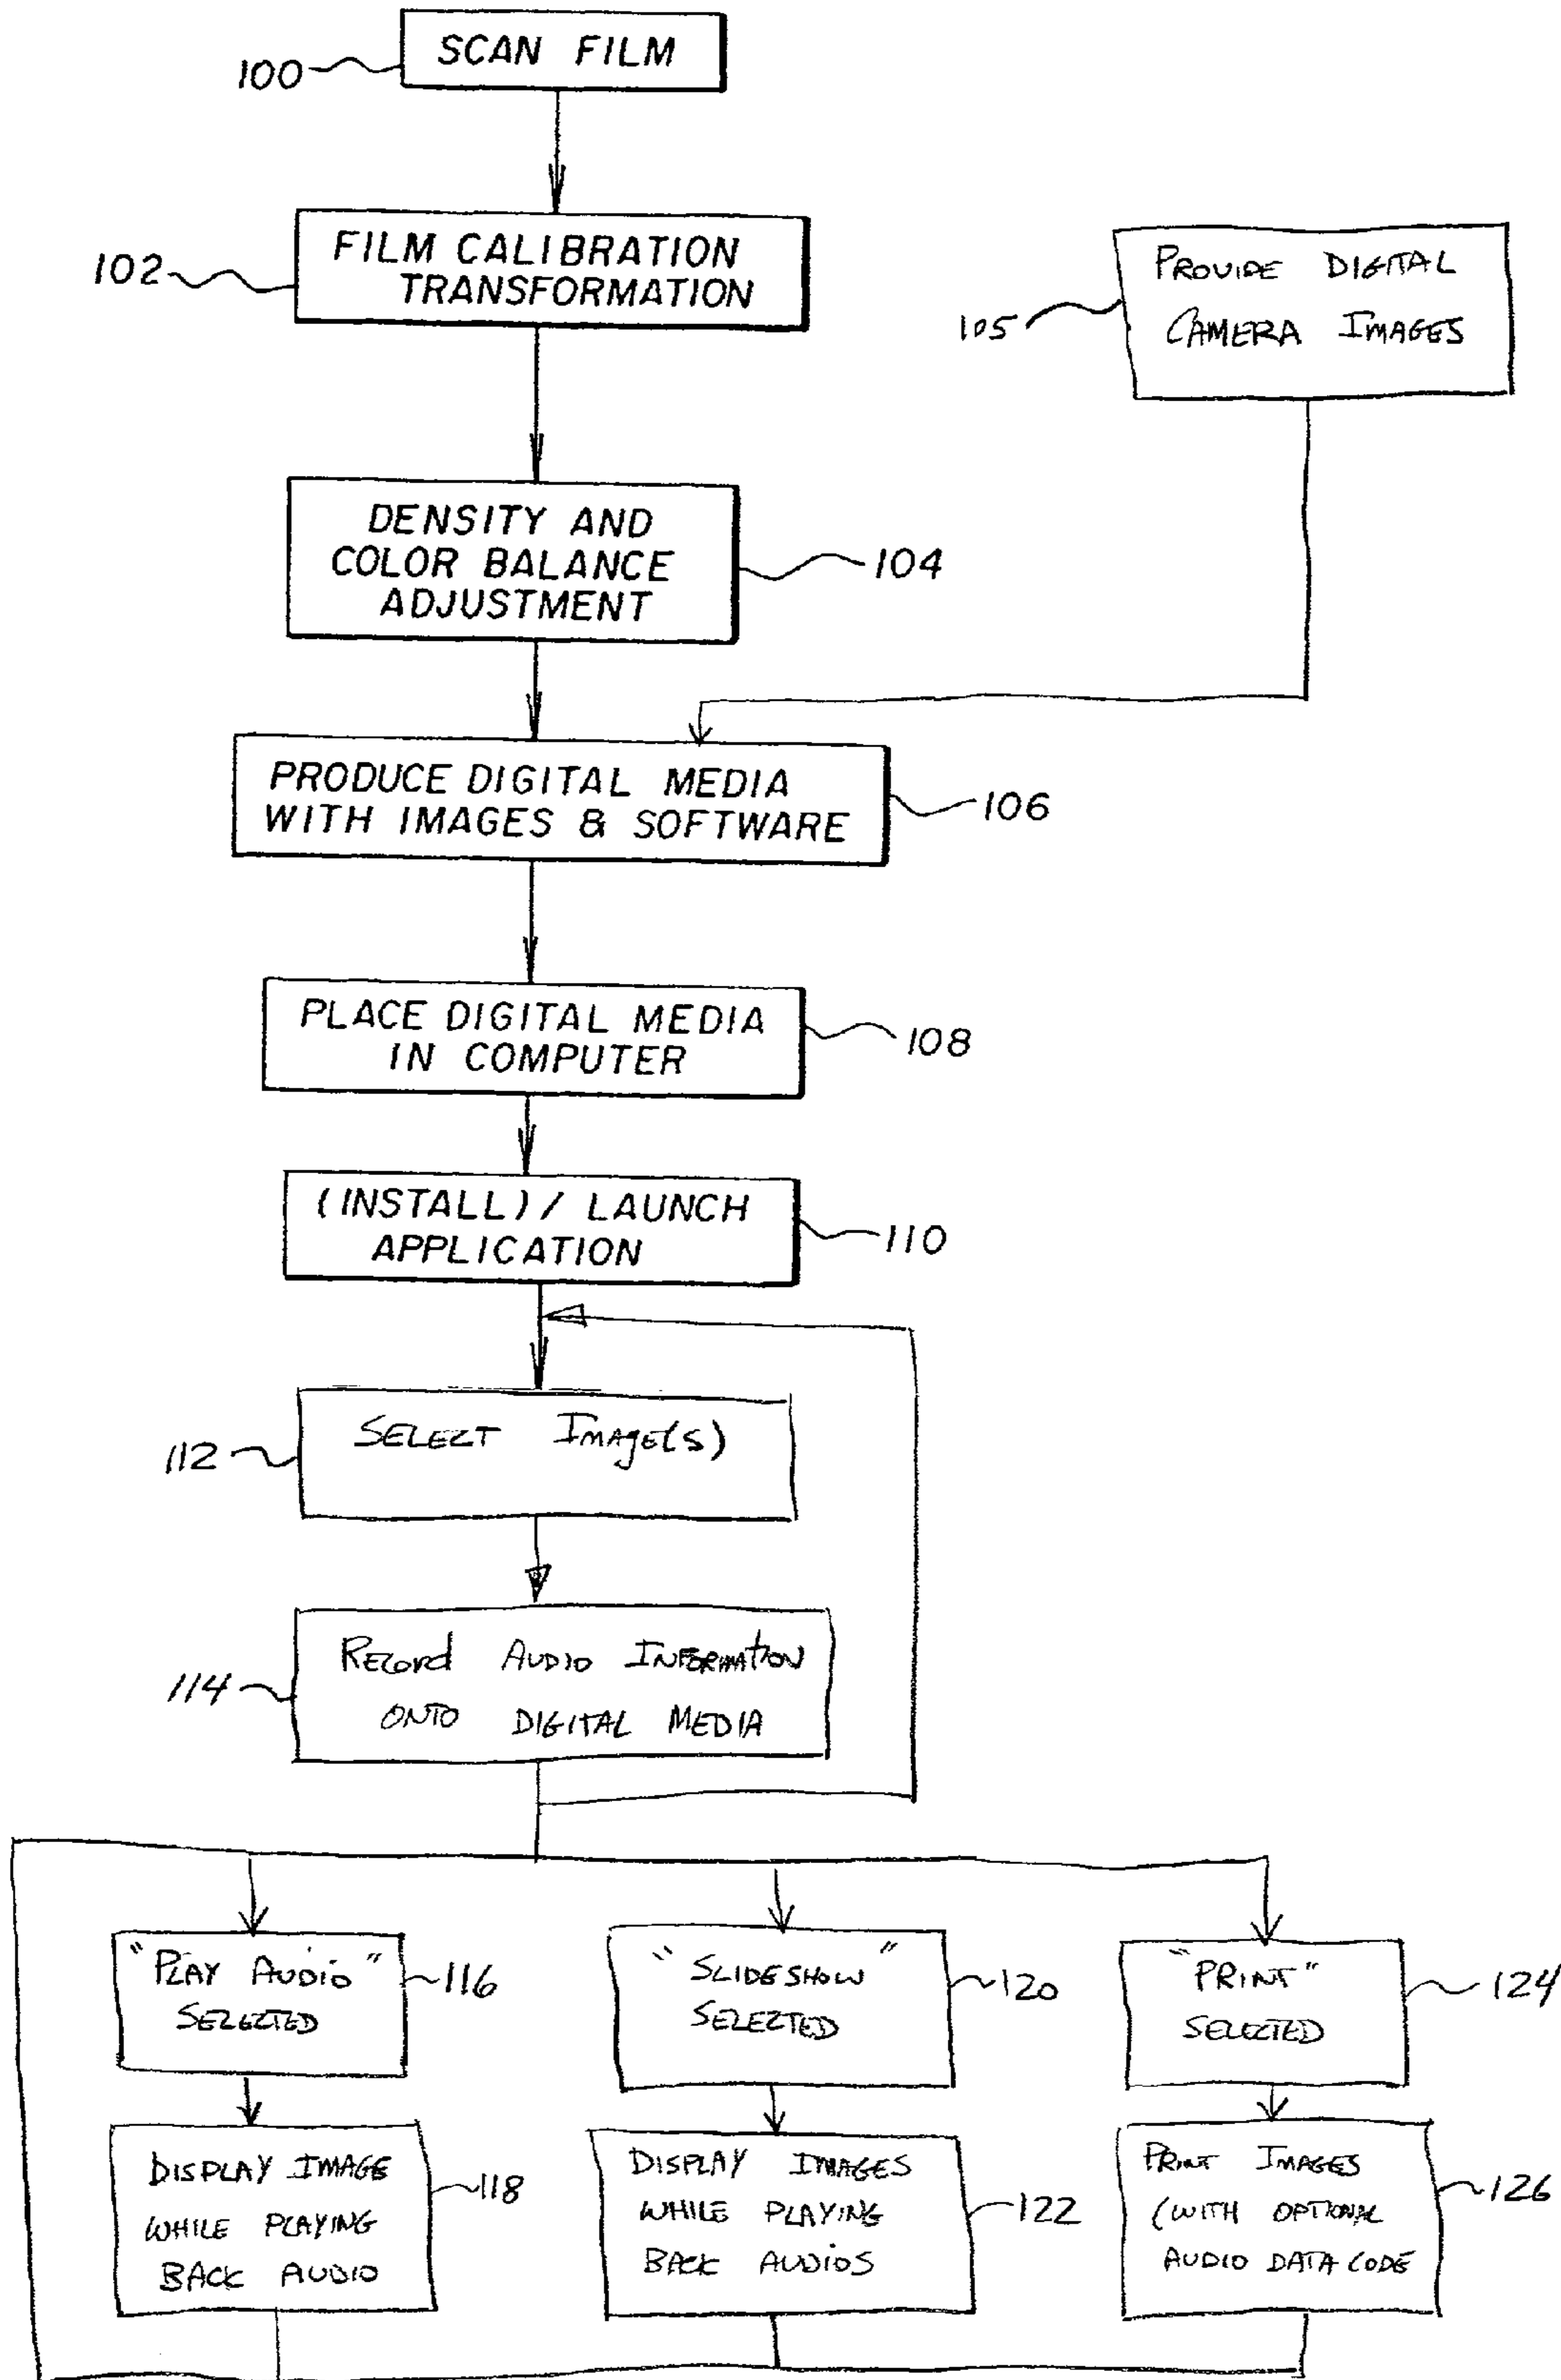 SCAN FILM
100
FILM CALIBRATION
TRANSFORMATION
102
PROVIDE DIGITAL
CAMERA IMAGES
105
DENSITY AND
COLOR BALANCE
ADJUSTMENT
104
PRODUCE DIGITAL MEDIA
WITH IMAGES & SOFTWARE
106
PLACE DIGITAL MEDIA
IN COMPUTER
108
(INSTALL) / LAUNCH
APPLICATION
110
SELECT IMAGE(S)
112
RECORD AUDIO INFORMATION
ONTO DIGITAL MEDIA
114
"PLAY AUDIO"
SELECTED
116
"SLIDESHOW"
SELECTED
120
"PRINT"
SELECTED
124
DISPLAY IMAGE
WHILE PLAYING
BACK AUDIO
118
DISPLAY IMAGES
WHILE PLAYING
BACK AUDIOS
122
PRINT IMAGES
(WITH OPTIONAL
AUDIO DATA CODE
126